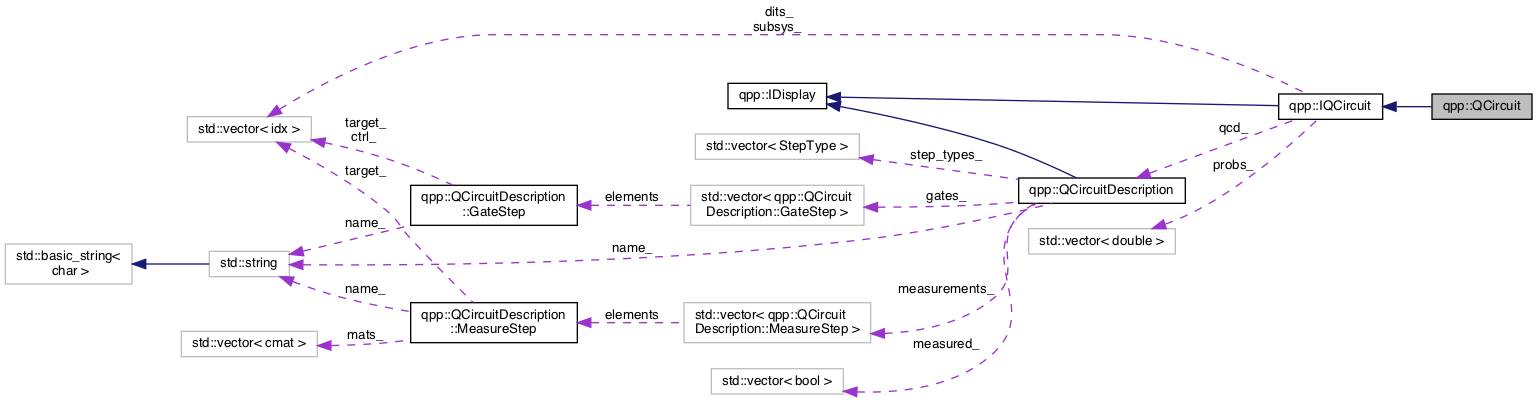 dits_
subsys_
qpp::IDisplay
qpp::IQCircuit
qpp::QCircuit
std::vector< idx >
target_
ctrl_
qcd_
std::vector< StepType >
step_types_
probs_
target_
qpp::QCircuitDescription
::GateStep
elements
std::vector< qpp::QCircuit
Description::GateStep >
gates_
qpp::QCircuitDescription
name_
std::vector< double >
std::basic_string<
char >
std::string
name_
name_
measurements_
qpp::QCircuitDescription
::MeasureStep
elements
std::vector< qpp::QCircuit
Description::MeasureStep >
std::vector< cmat >
mats_
measured_
std::vector< bool >